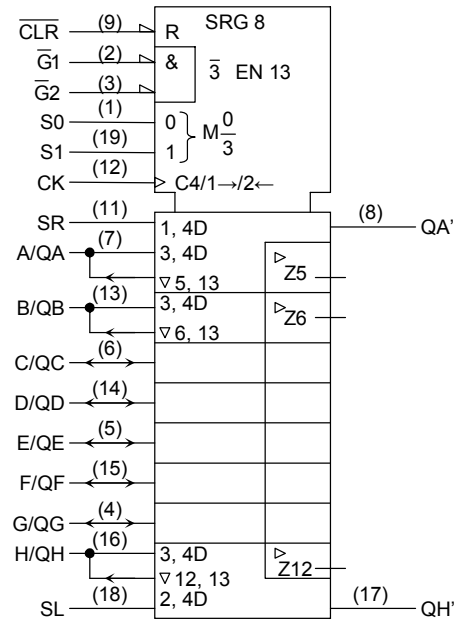 SRG 8
C̅L̅R̅ (9) R
G̅1 (2) &
3̅ EN 13
G̅2 (3)
S0 (1) 0
M 0/3
S1 (19) 1
CK (12) C4/1→/2←
SR (11) 1, 4D (8) QA'
A/QA (7) 3, 4D
▽ 5, 13 ▷ Z5
B/QB (13) 3, 4D ▷ Z6
▽ 6, 13
C/QC (6)
D/QD (14)
E/QE (5)
F/QF (15)
G/QG (4)
H/QH (16) 3, 4D ▷ Z12
▽ 12, 13
SL (18) 2, 4D (17) QH'